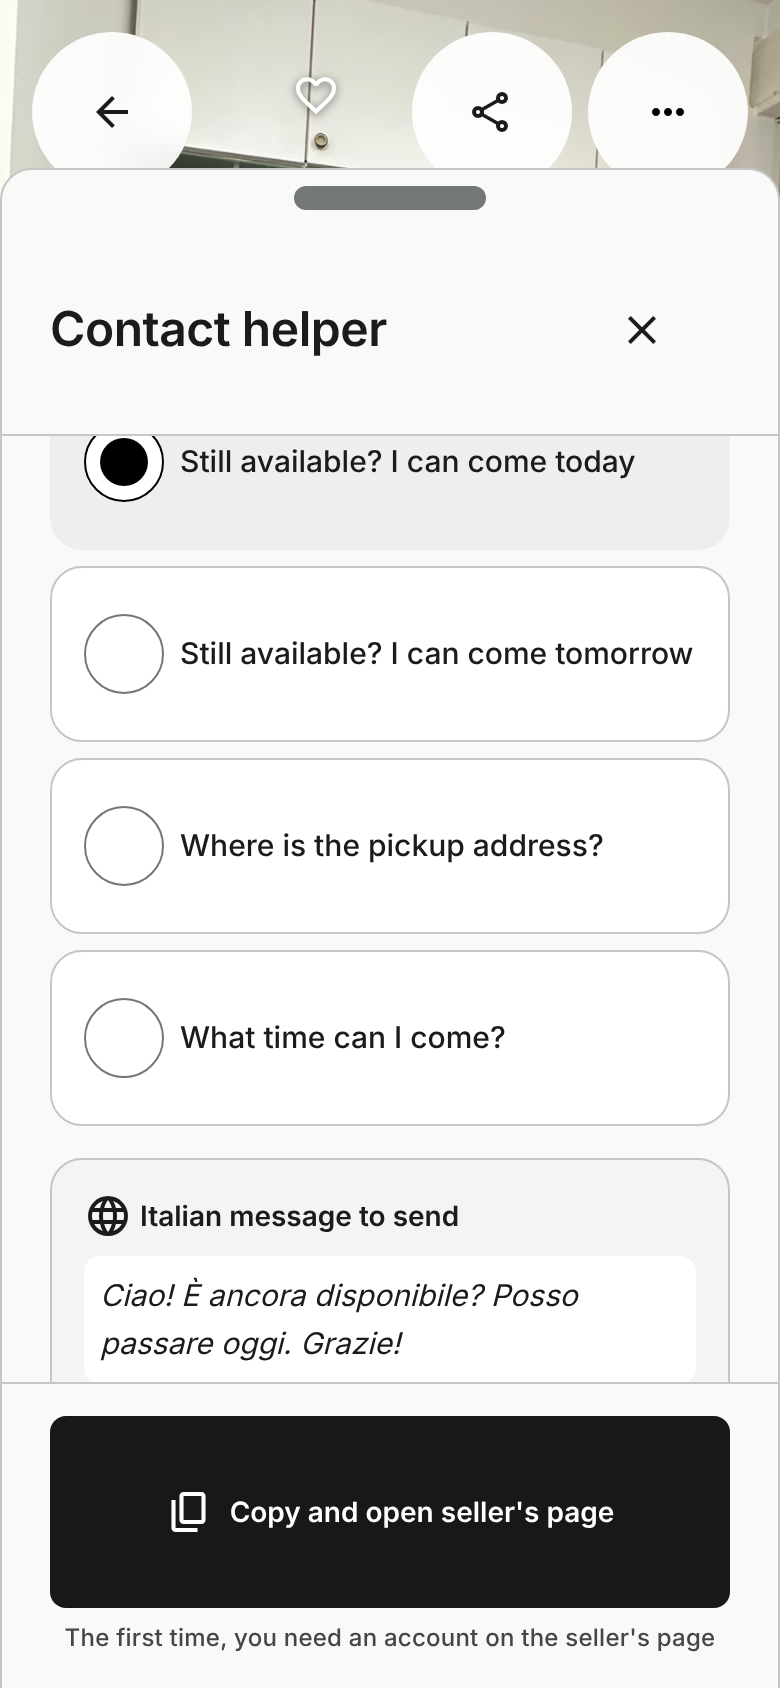 Contact helper
Still available? I can come today
Still available? I can come tomorrow
Where is the pickup address?
What time can I come?
Italian message to send
Ciao! È ancora disponibile? Posso
passare oggi. Grazie!
Copy and open seller's page
The first time, you need an account on the seller's page